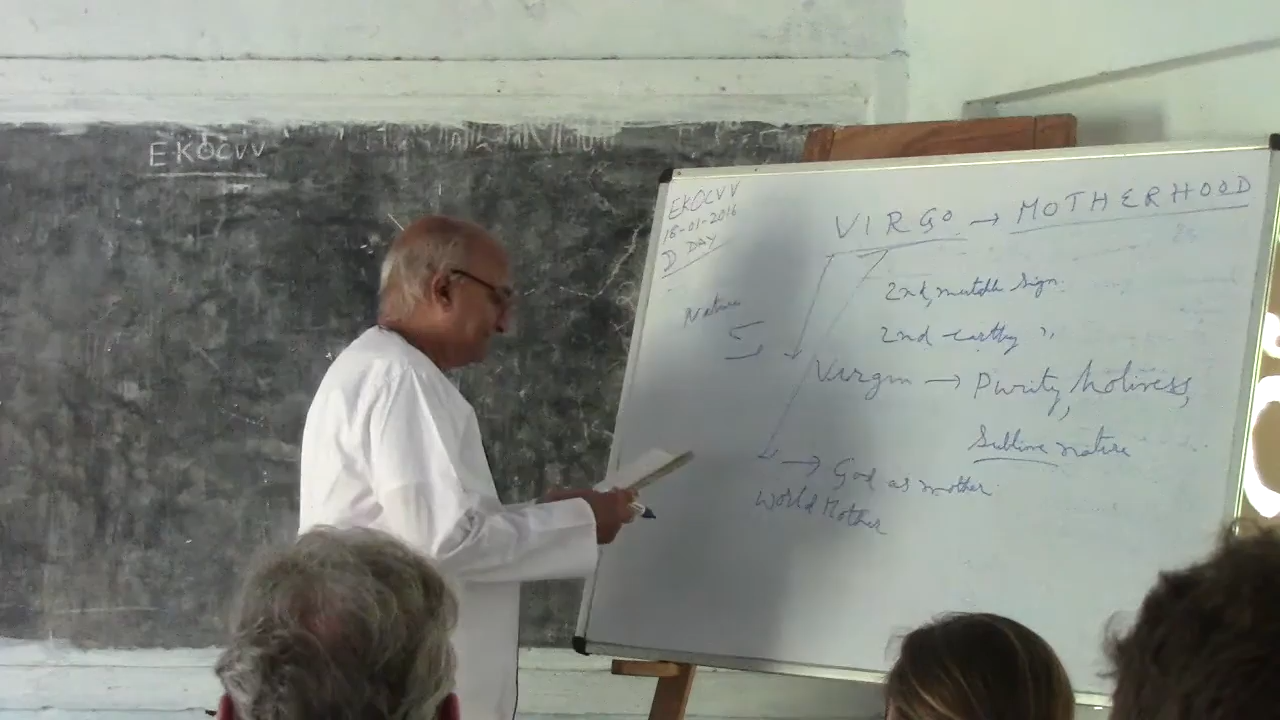 EKOCVV
EKOCVV
18-01-2016
D DAY
VIRGO → MOTHERHOOD
2nd, mutable sign.
2nd earthy "
Nature
Virgin → Purity, holiness,
Sublime nature
→ God as mother
World Mother